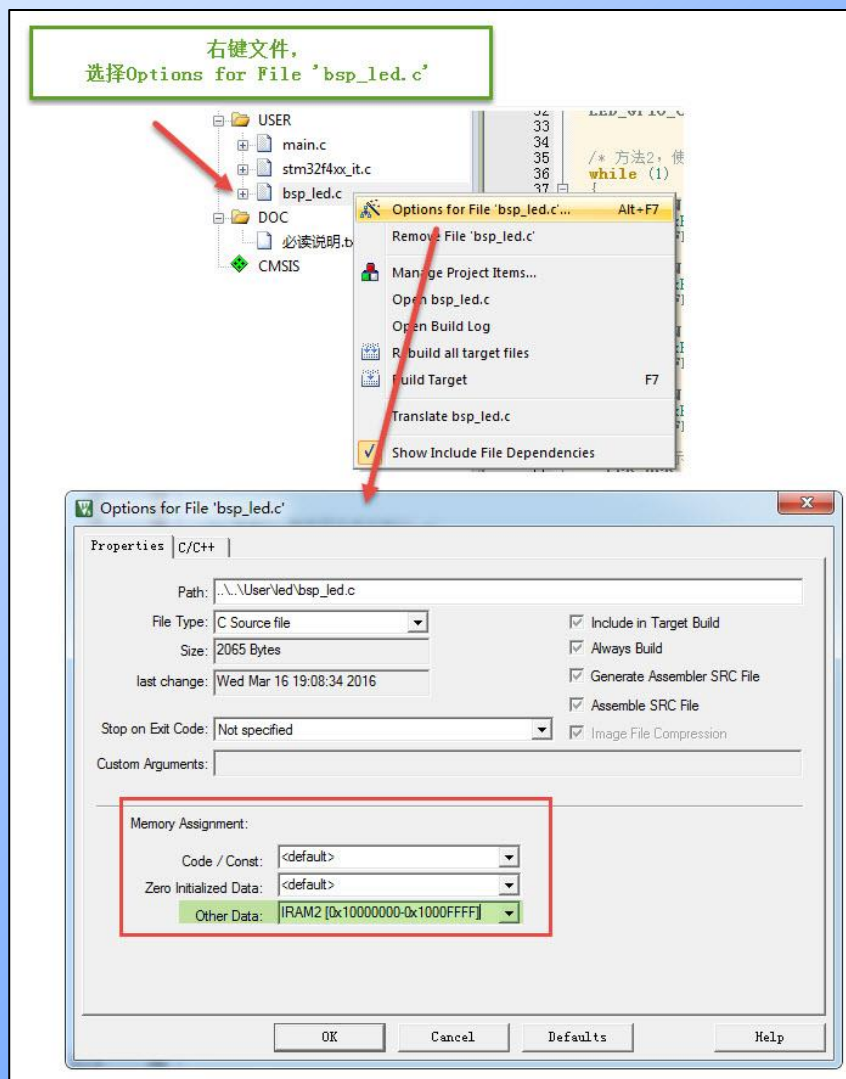 右键文件，
选择Options for File 'bsp_led.c'
USER
main.c
stm32f4xx_it.c
bsp_led.c
DOC
必读说明.tx
CMSIS
32
33
34
35 /* 方法2，使
36 while (1)
37 {
Options for File 'bsp_led.c'... Alt+F7
Remove File 'bsp_led.c'
Manage Project Items...
Open bsp_led.c
Open Build Log
Rebuild all target files
Build Target F7
Translate bsp_led.c
Show Include File Dependencies
Options for File 'bsp_led.c'
Properties C/C++
Path: ..\..\User\led\bsp_led.c
File Type: C Source file
Include in Target Build
Size: 2065 Bytes
Always Build
last change: Wed Mar 16 19:08:34 2016
Generate Assembler SRC File
Assemble SRC File
Stop on Exit Code: Not specified
Image File Compression
Custom Arguments:
Memory Assignment:
Code / Const: <default>
Zero Initialized Data: <default>
Other Data: IRAM2 [0x10000000-0x1000FFFF]
OK Cancel Defaults Help